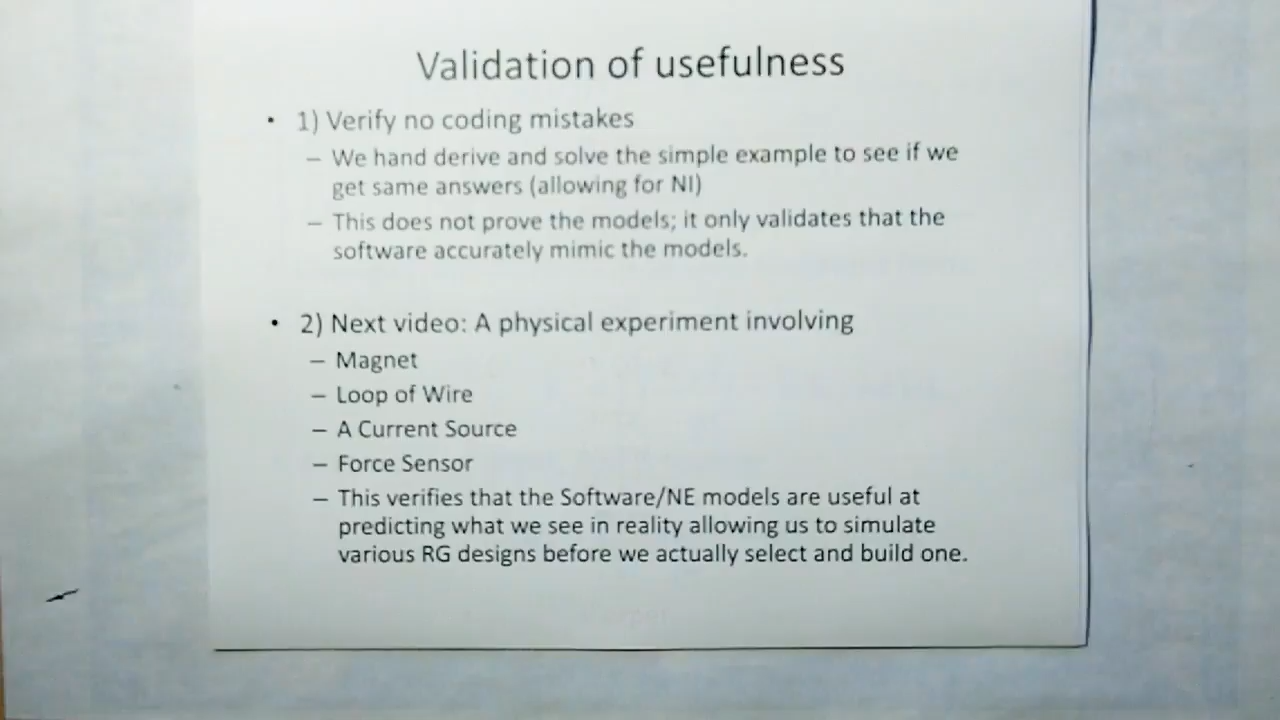 Validation of usefulness
• 1) Verify no coding mistakes
– We hand derive and solve the simple example to see if we
get same answers (allowing for NI)
– This does not prove the models; it only validates that the
software accurately mimic the models.
• 2) Next video: A physical experiment involving
– Magnet
– Loop of Wire
– A Current Source
– Force Sensor
– This verifies that the Software/NE models are useful at
predicting what we see in reality allowing us to simulate
various RG designs before we actually select and build one.